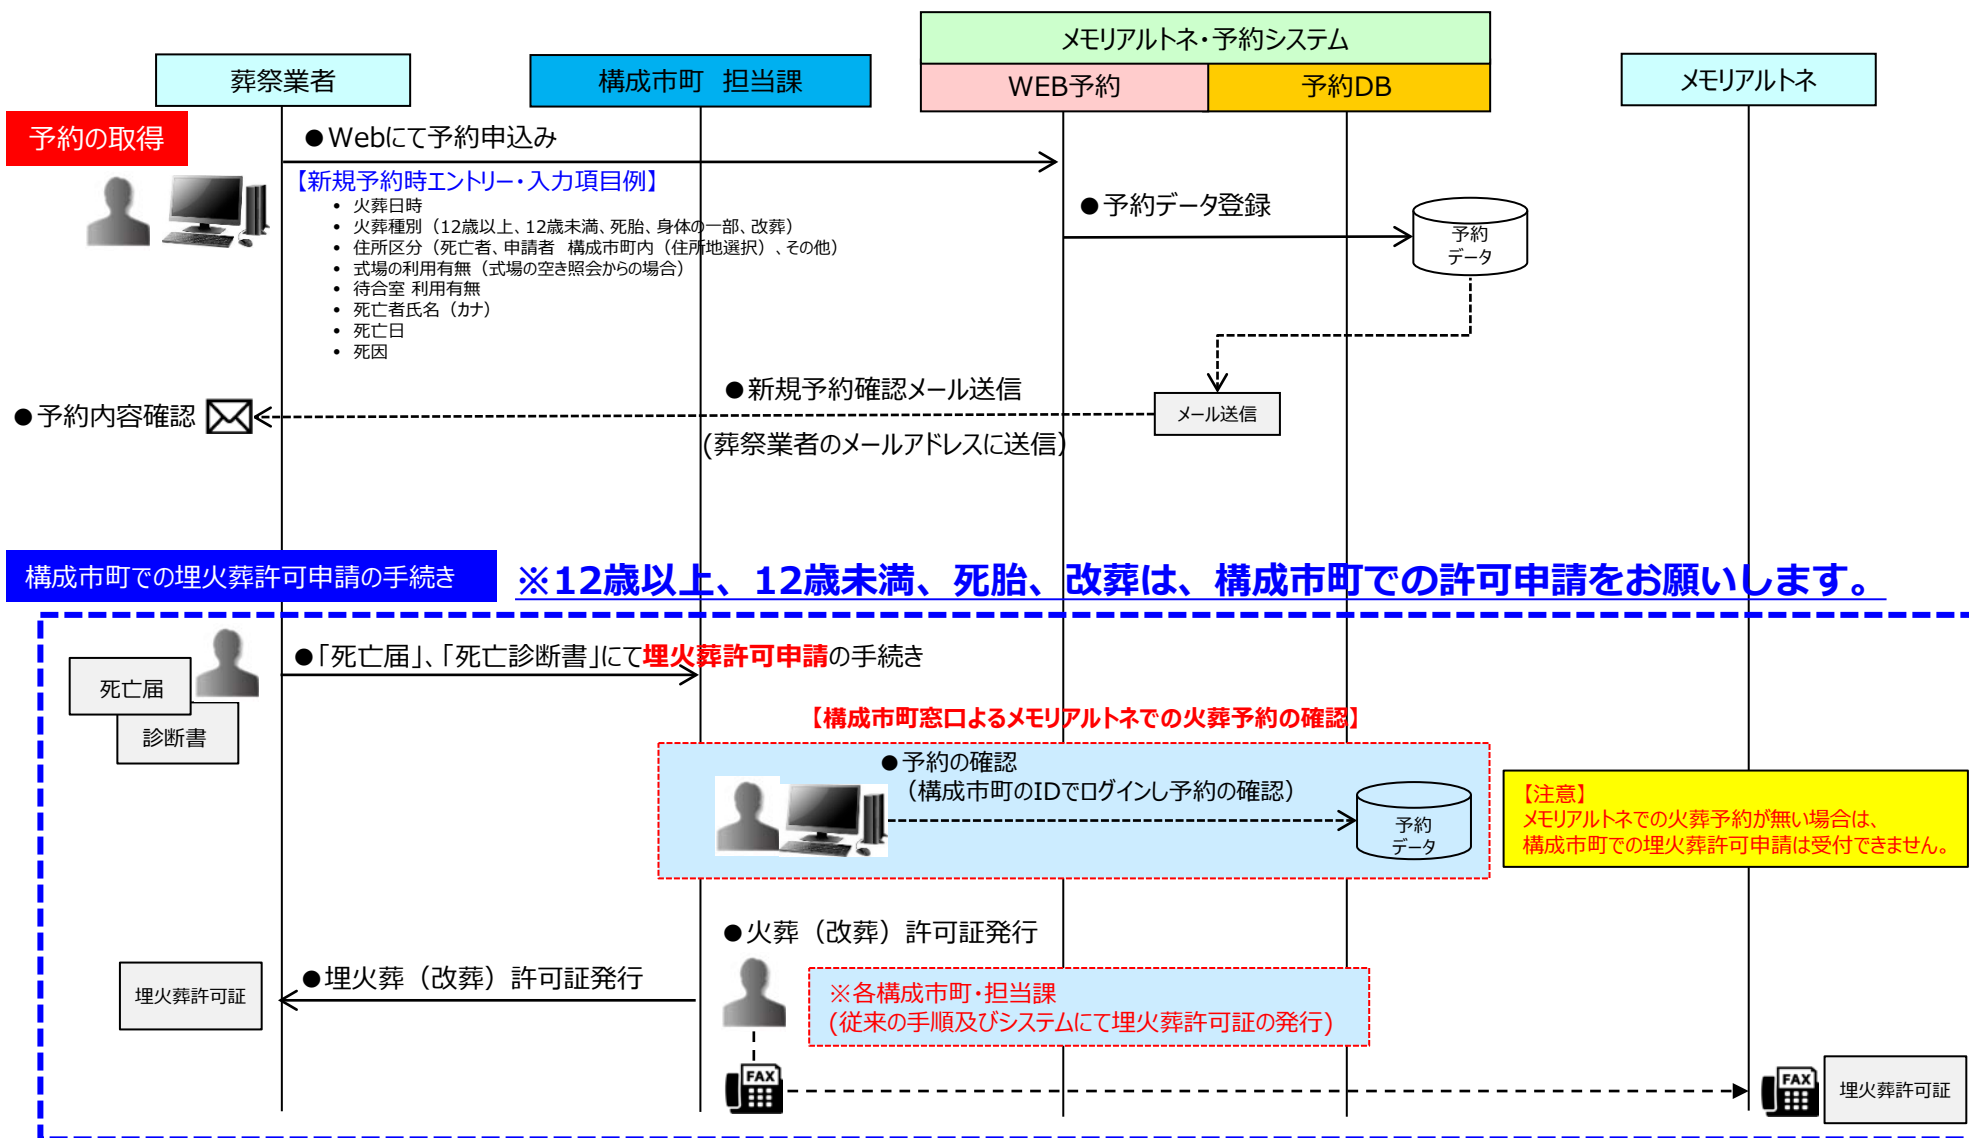 メモリアルトネ・予約システム
葬祭業者
構成市町 担当課
WEB予約
予約DB
メモリアルトネ
予約の取得
●Webにて予約申込み
【新規予約時エントリー・入力項目例】
• 火葬日時
• 火葬種別（12歳以上、12歳未満、死胎、身体の一部、改葬）
• 住所区分（死亡者、申請者 構成市町内（住所地選択）、その他）
• 式場の利用有無（式場の空き照会からの場合）
• 待合室 利用有無
• 死亡者氏名（カナ）
• 死亡日
• 死因
●予約データ登録
予約
データ
●新規予約確認メール送信
●予約内容確認
メール送信
(葬祭業者のメールアドレスに送信)
構成市町での埋火葬許可申請の手続き
※12歳以上、12歳未満、死胎、改葬は、構成市町での許可申請をお願いします。
●「死亡届」、「死亡診断書」にて埋火葬許可申請の手続き
死亡届
診断書
【構成市町窓口よるメモリアルトネでの火葬予約の確認】
●予約の確認
（構成市町のIDでログインし予約の確認）
予約
データ
【注意】
メモリアルトネでの火葬予約が無い場合は、
構成市町での埋火葬許可申請は受付できません。
●火葬（改葬）許可証発行
●埋火葬（改葬）許可証発行
埋火葬許可証
※各構成市町・担当課
(従来の手順及びシステムにて埋火葬許可証の発行)
FAX
FAX
埋火葬許可証